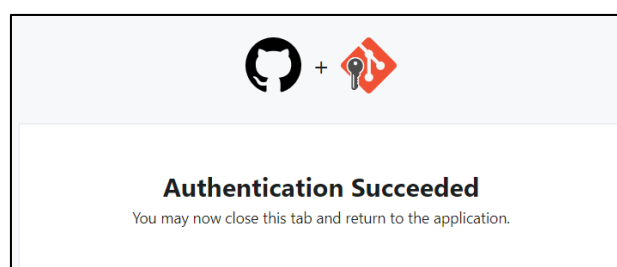 +
Authentication Succeeded
You may now close this tab and return to the application.